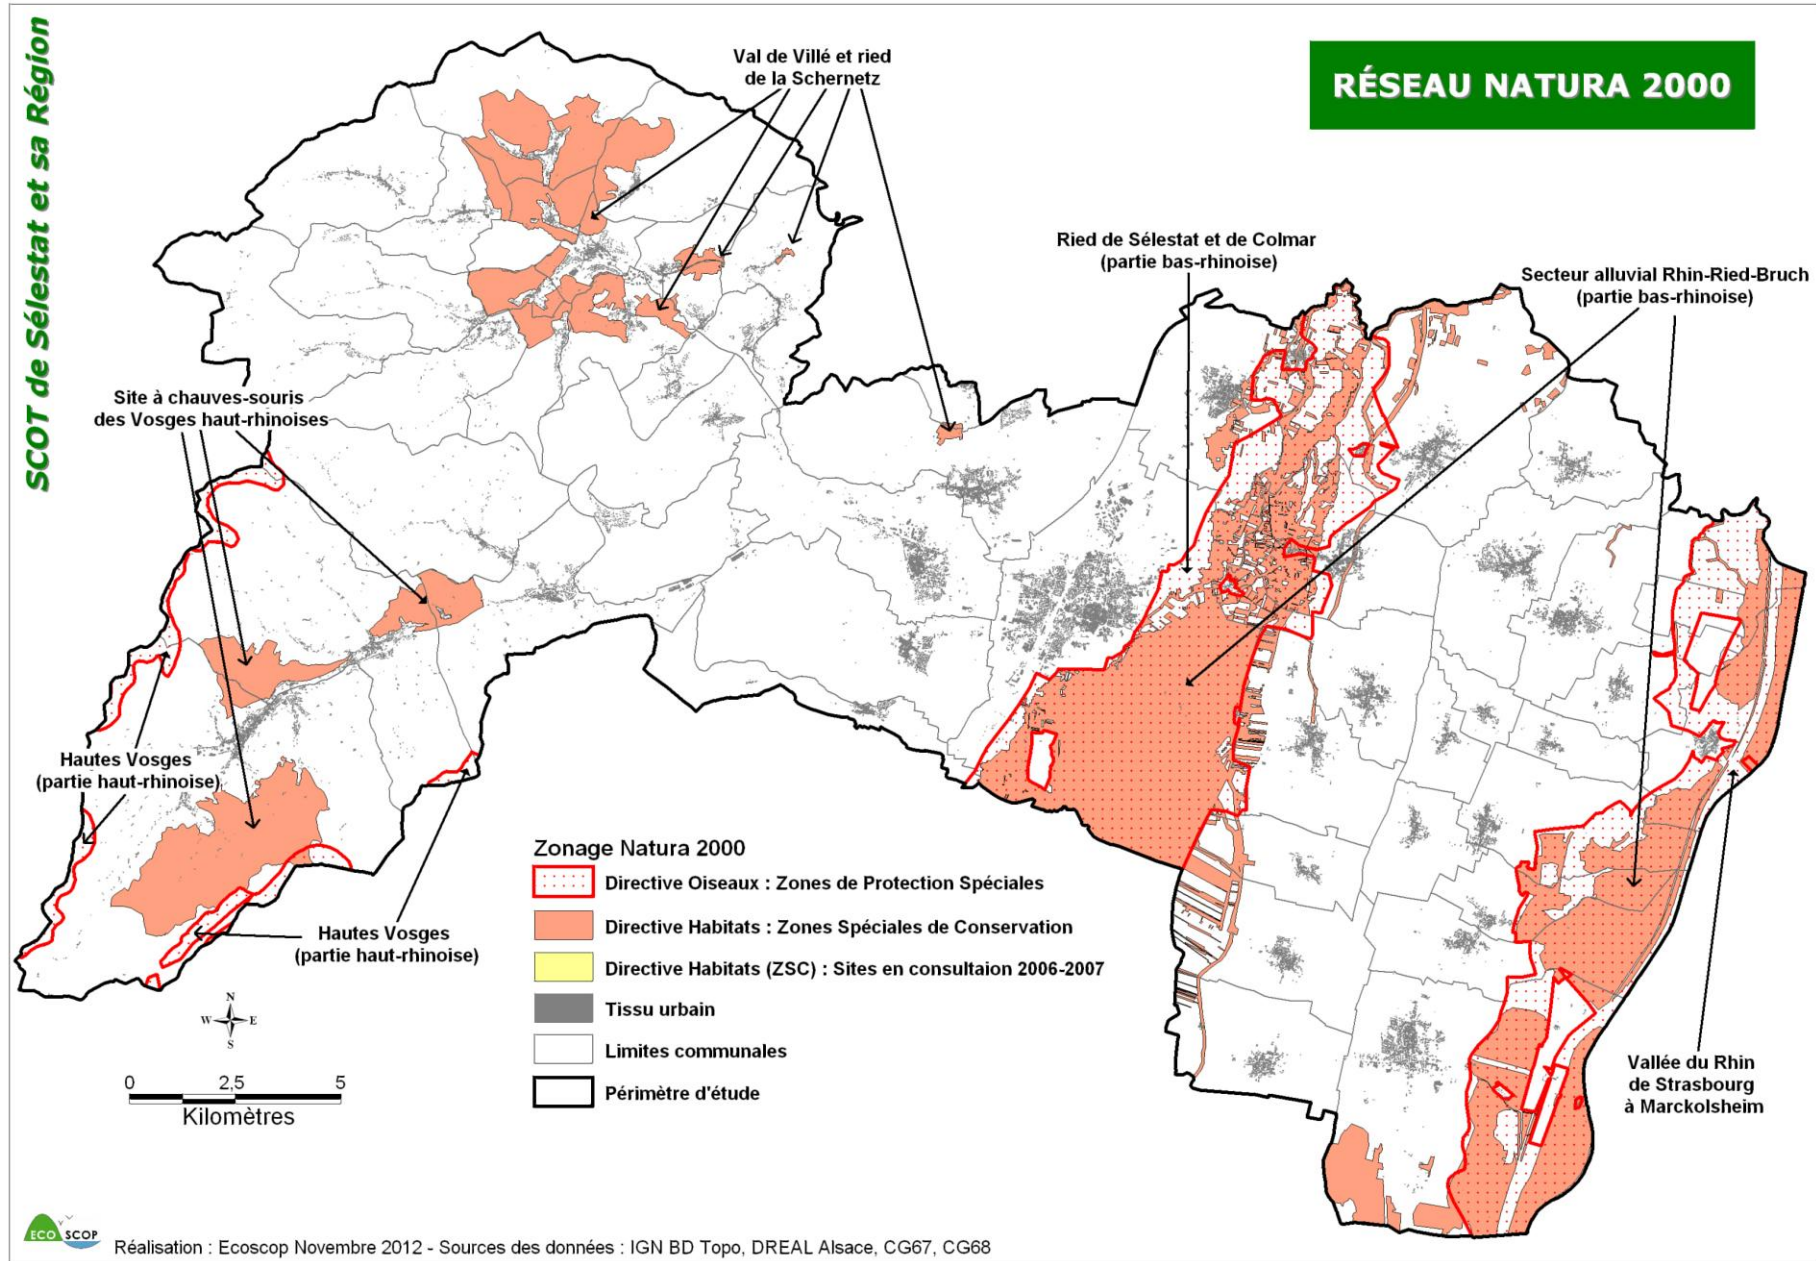 SCOT de Sélestat et sa Région
RÉSEAU NATURA 2000
Val de Villé et ried
de la Schernetz
Ried de Sélestat et de Colmar
(partie bas-rhinoise)
Secteur alluvial Rhin-Ried-Bruch
(partie bas-rhinoise)
Site à chauves-souris
des Vosges haut-rhinoises
Hautes Vosges
(partie haut-rhinoise)
Hautes Vosges
(partie haut-rhinoise)
Vallée du Rhin
de Strasbourg
à Marckolsheim
Zonage Natura 2000
Directive Oiseaux : Zones de Protection Spéciales
Directive Habitats : Zones Spéciales de Conservation
Directive Habitats (ZSC) : Sites en consultaion 2006-2007
Tissu urbain
Limites communales
Périmètre d'étude
N
W E
S
0 2,5 5
Kilomètres
ECO SCOP
Réalisation : Ecoscop Novembre 2012 - Sources des données : IGN BD Topo, DREAL Alsace, CG67, CG68